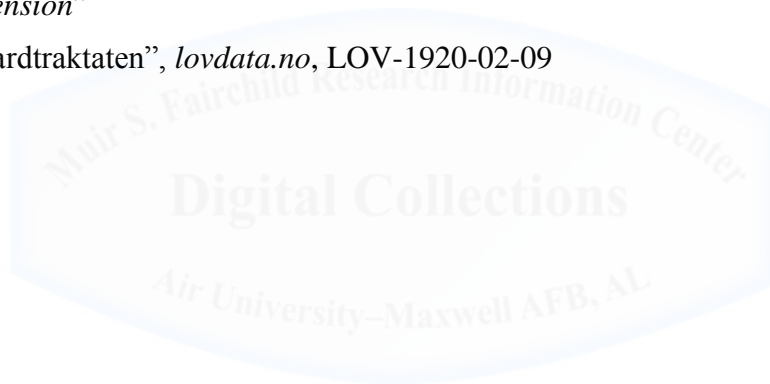 ension”
ardtraktaten”, lovdata.no, LOV-1920-02-09
Muir S. Fairchild Research Information Center
Digital Collections
Air University–Maxwell AFB, AL